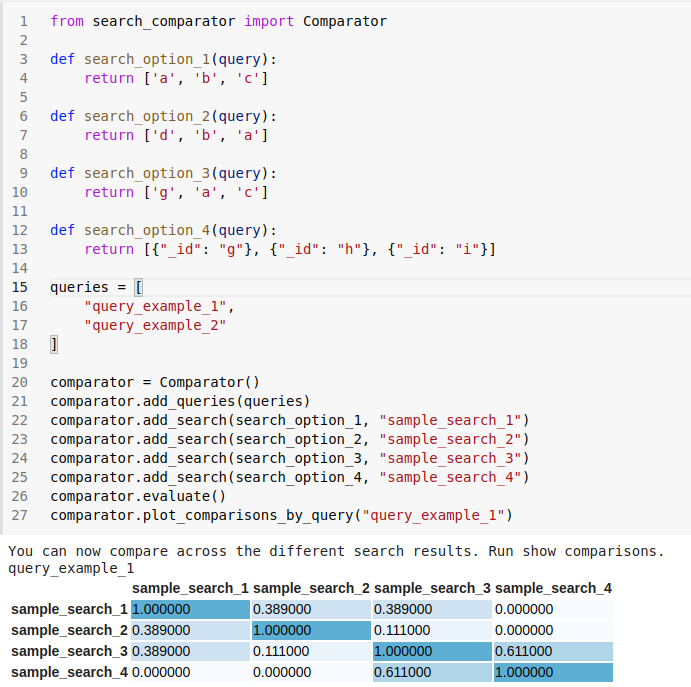 1 from search_comparator import Comparator
2
3 def search_option_1(query):
4     return ['a', 'b', 'c']
5
6 def search_option_2(query):
7     return ['d', 'b', 'a']
8
9 def search_option_3(query):
10     return ['g', 'a', 'c']
11
12 def search_option_4(query):
13     return [{"_id": "g"}, {"_id": "h"}, {"_id": "i"}]
14
15 queries = [
16     "query_example_1",
17     "query_example_2"
18 ]
19
20 comparator = Comparator()
21 comparator.add_queries(queries)
22 comparator.add_search(search_option_1, "sample_search_1")
23 comparator.add_search(search_option_2, "sample_search_2")
24 comparator.add_search(search_option_3, "sample_search_3")
25 comparator.add_search(search_option_4, "sample_search_4")
26 comparator.evaluate()
27 comparator.plot_comparisons_by_query("query_example_1")
You can now compare across the different search results. Run show comparisons.
query_example_1
sample_search_1 sample_search_2 sample_search_3 sample_search_4
sample_search_1 1.000000 0.389000 0.389000 0.000000
sample_search_2 0.389000 1.000000 0.111000 0.000000
sample_search_3 0.389000 0.111000 1.000000 0.611000
sample_search_4 0.000000 0.000000 0.611000 1.000000